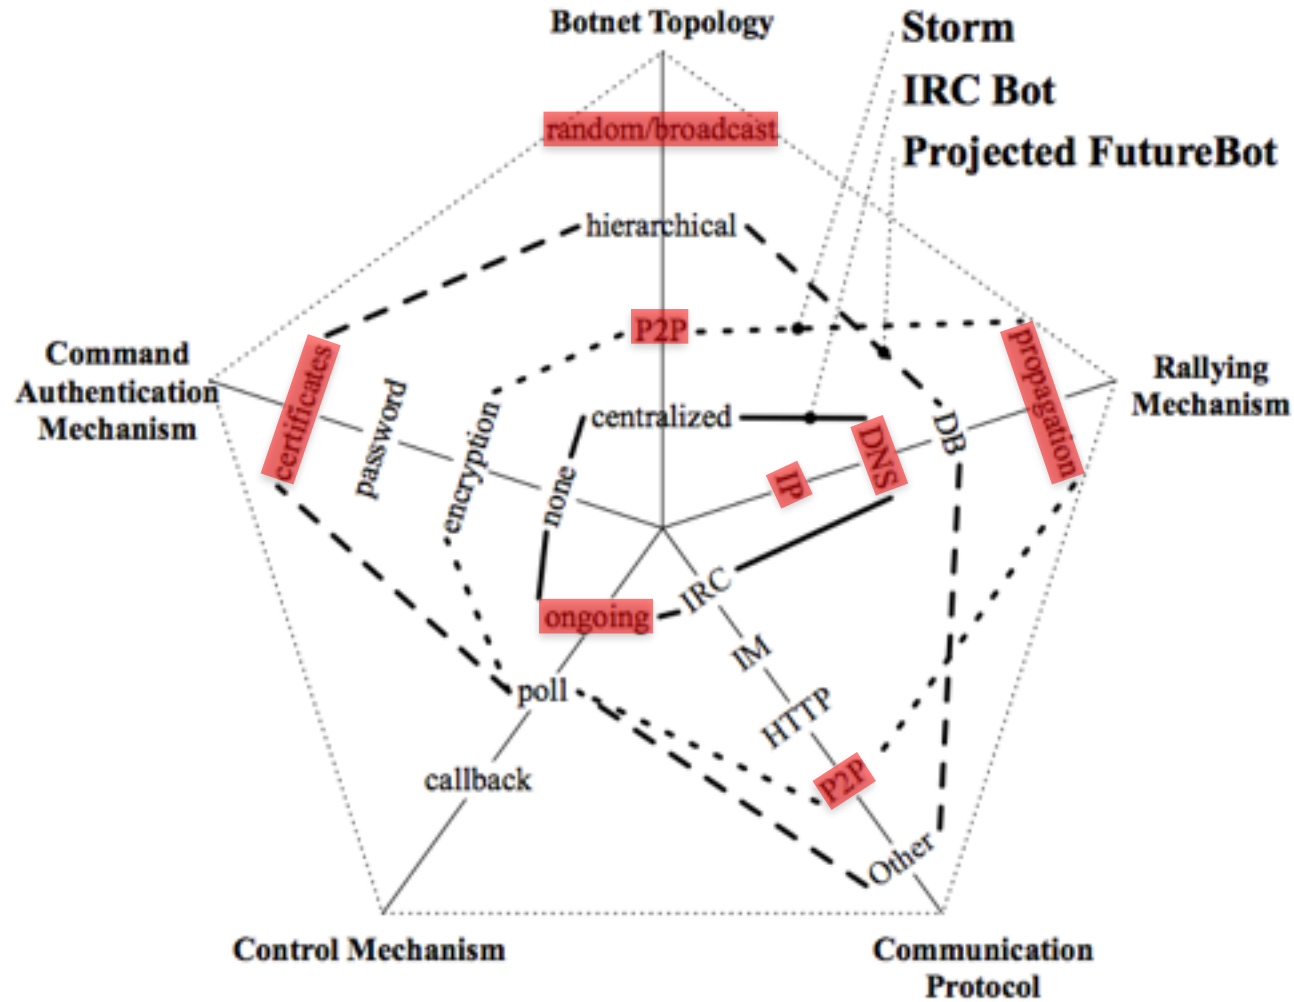 Botnet Topology
Storm
IRC Bot
Projected FutureBot
random/broadcast
hierarchical
P2P
centralized
Command
Authentication
Mechanism
certificates
password
encryption
none
Rallying
Mechanism
propagation
DB
DNS
IP
ongoing
poll
callback
IRC
IM
HTTP
P2P
Other
Control Mechanism
Communication
Protocol